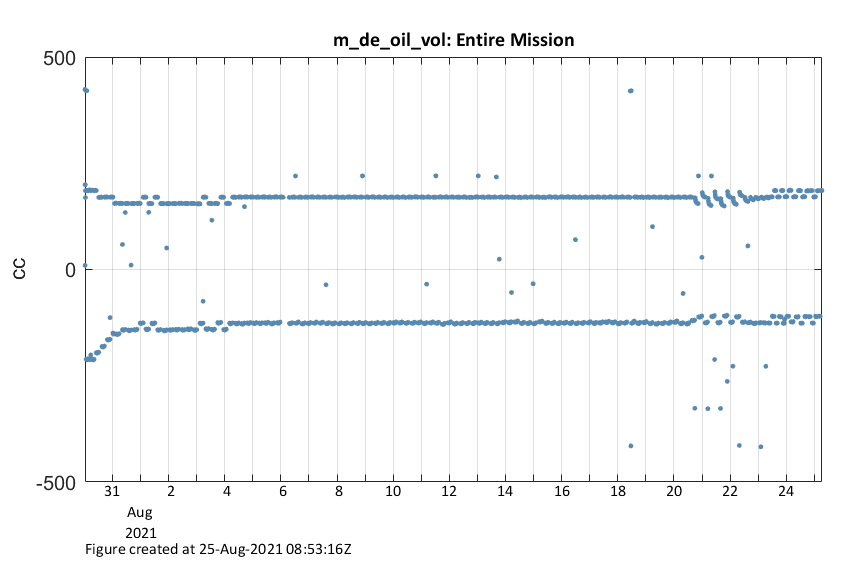 m_de_oil_vol: Entire Mission
500
0
-500
CC
31 2 4 6 8 10 12 14 16 18 20 22 24
Aug
2021
Figure created at 25-Aug-2021 08:53:16Z